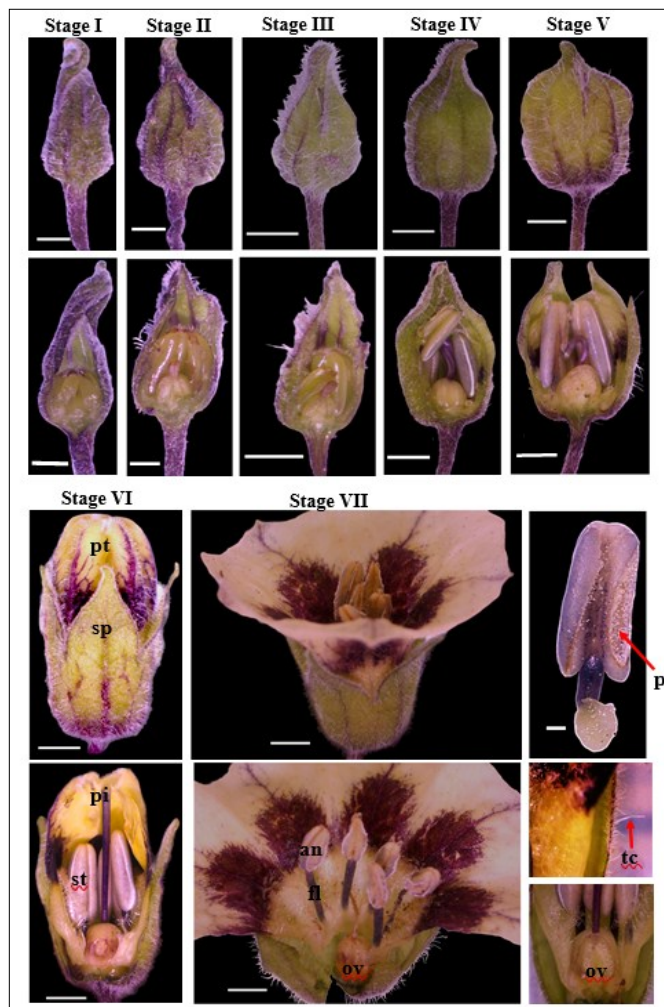 Stage I
Stage II
Stage III
Stage IV
Stage V
Stage VI
Stage VII
pt
sp
p
pi
st
an
fl
ov
tc
ov